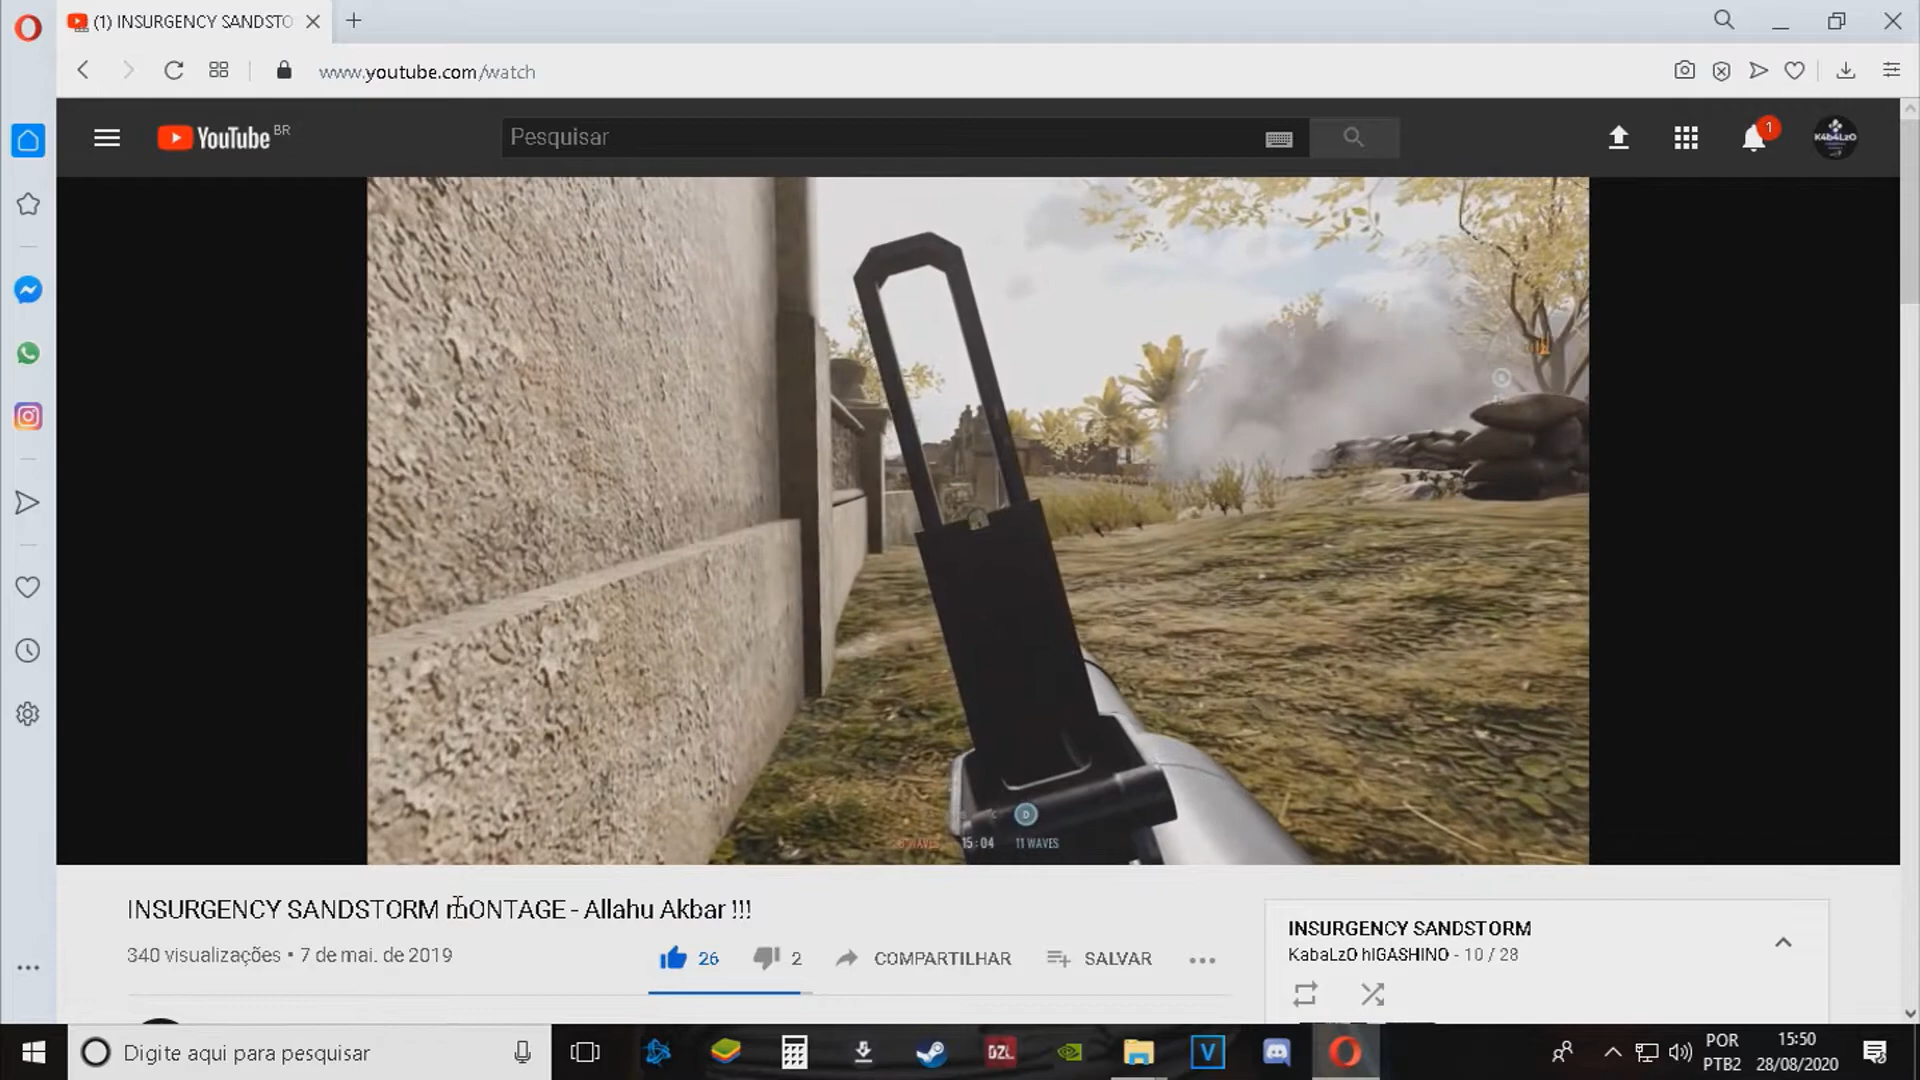 (1) INSURGENCY SANDSTO
www.youtube.com/watch
YouTube BR
Pesquisar
1
K4b4LzO
D
15:04 11 WAVES
INSURGENCY SANDSTORM mONTAGE - Allahu Akbar !!!
340 visualizações • 7 de mai. de 2019
26 2 COMPARTILHAR SALVAR
INSURGENCY SANDSTORM
KabaLzO hIGASHINO - 10 / 28
Digite aqui para pesquisar
DZL
V
POR
PTB2
15:50
28/08/2020